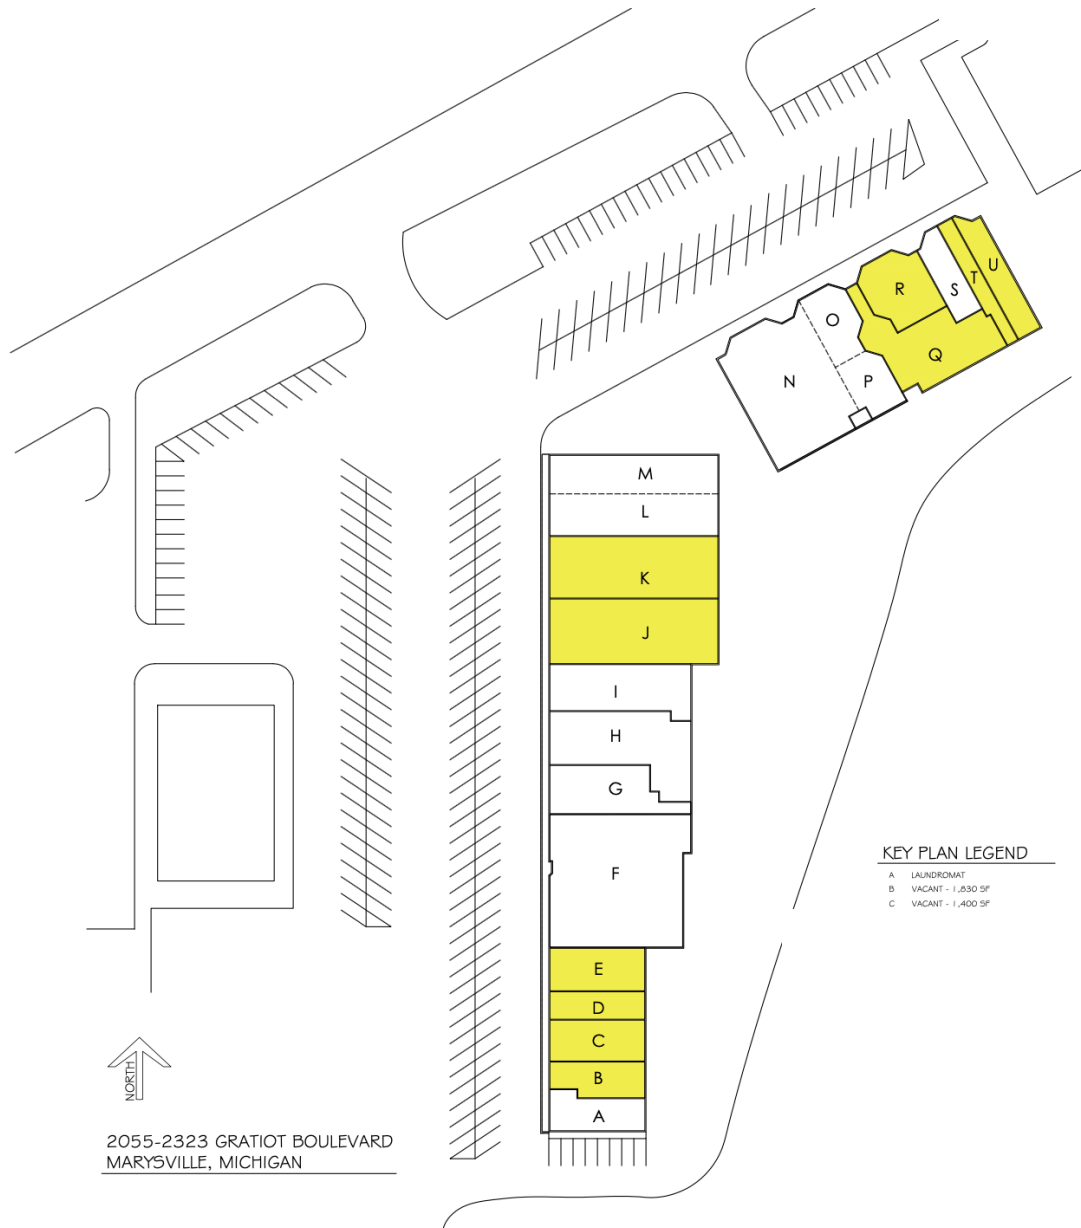 U
T
S
R
Q
O
N
P
M
L
K
J
I
H
G
F
E
D
C
B
A
KEY PLAN LEGEND
A LAUNDROMAT
B VACANT - 1,830 SF
C VACANT - 1,400 SF
NORTH
2055-2323 GRATIOT BOULEVARD
MARYSVILLE, MICHIGAN